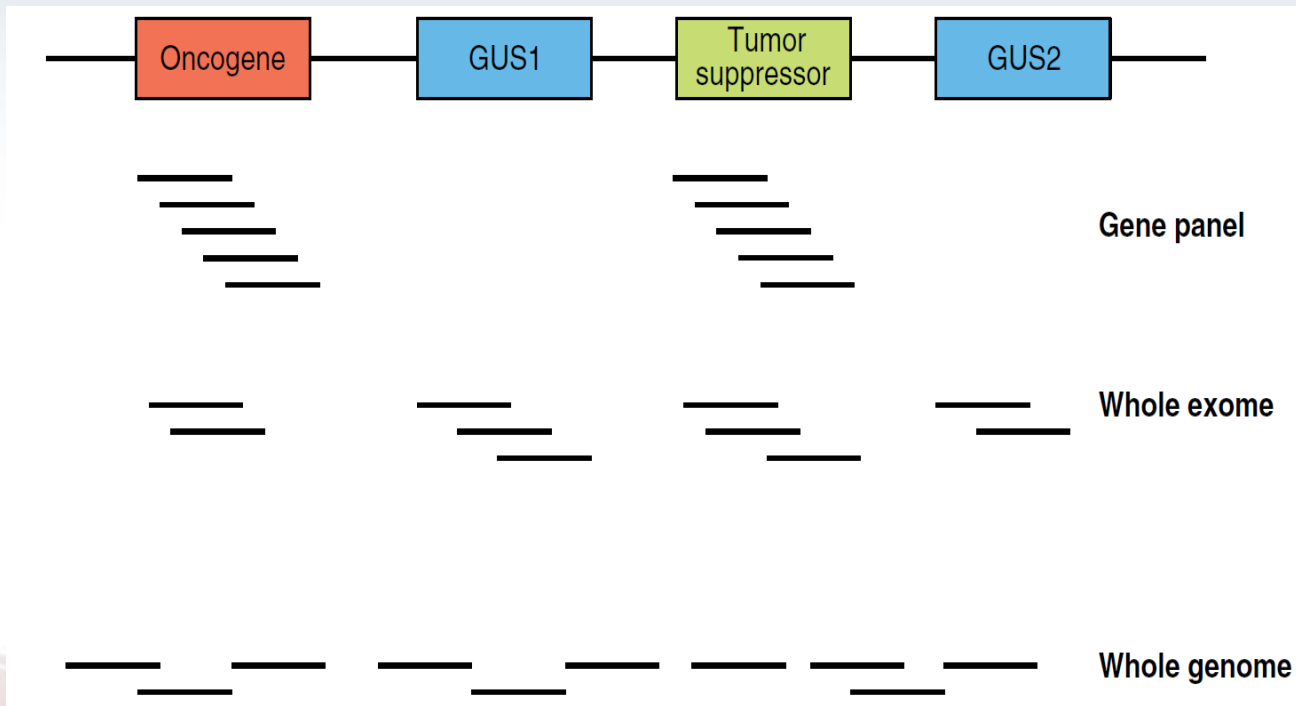 Oncogene
GUS1
Tumor
suppressor
GUS2
Gene panel
Whole exome
Whole genome